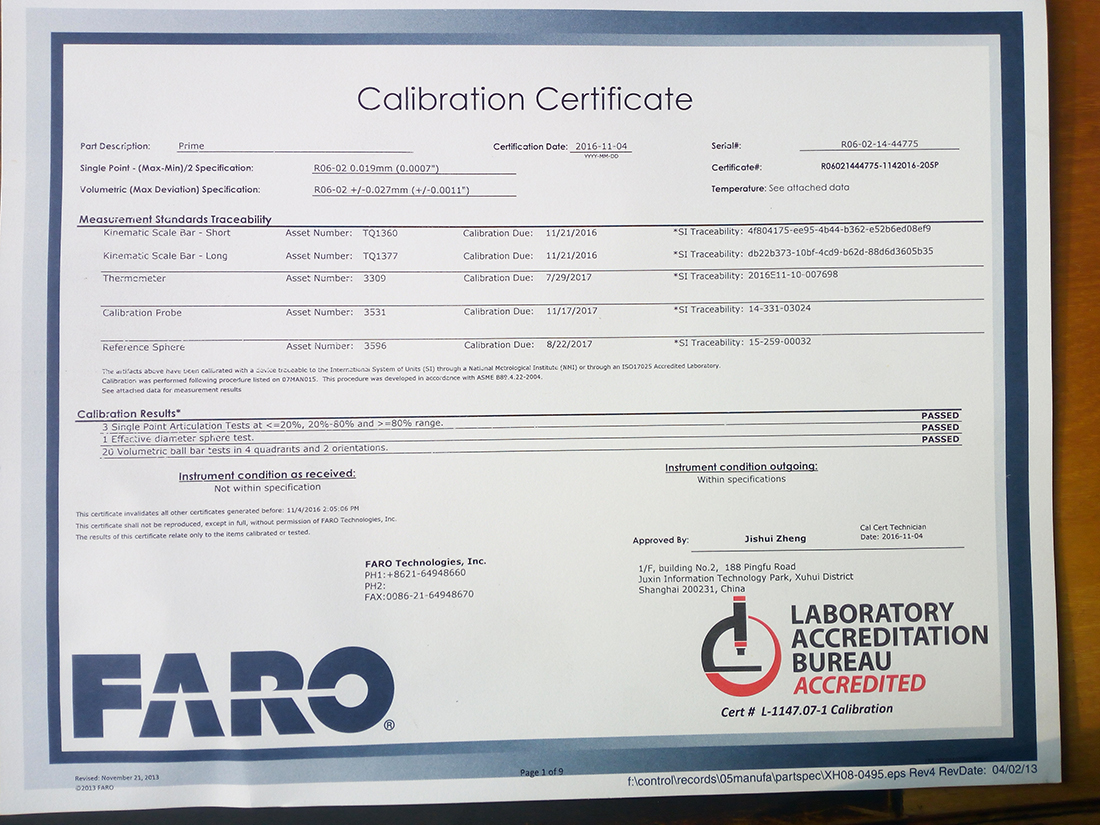 Calibration Certificate
Part Description: Prime Certification Date: 2016-11-04 Serial#: R06-02-14-44775
YYYY-MM-DD
Single Point - (Max-Min)/2 Specification: R06-02 0.019mm (0.0007") Certificate#: R06021444775-1142016-205P
Volumetric (Max Deviation) Specification: R06-02 +/-0.027mm (+/-0.0011") Temperature: See attached data
Measurement Standards Traceability
Kinematic Scale Bar - Short Asset Number: TQ1360 Calibration Due: 11/21/2016 *SI Traceability: 4f804175-ee95-4b44-b362-e52b6ed08ef9
Kinematic Scale Bar - Long Asset Number: TQ1377 Calibration Due: 11/21/2016 *SI Traceability: db22b373-10bf-4cd9-b62d-88d6d3605b35
Thermometer Asset Number: 3309 Calibration Due: 7/29/2017 *SI Traceability: 2016E11-10-007698
Calibration Probe Asset Number: 3531 Calibration Due: 11/17/2017 *SI Traceability: 14-331-03024
Reference Sphere Asset Number: 3596 Calibration Due: 8/22/2017 *SI Traceability: 15-259-00032
The artifacts above have been calibrated with a device traceable to the International System of Units (SI) through a National Metrological Institute (NMI) or through an ISO17025 Accredited Laboratory.
Calibration was performed following procedure listed on 07MAN015. This procedure was developed in accordance with ASME B89.4.22-2004.
See attached data for measurement results
Calibration Results*
3 Single Point Articulation Tests at <=20%, 20%-80% and >=80% range. PASSED
1 Effective diameter sphere test. PASSED
20 Volumetric ball bar tests in 4 quadrants and 2 orientations. PASSED
Instrument condition as received: Instrument condition outgoing:
Not within specification Within specifications
This certificate invalidates all other certificates generated before: 11/4/2016 2:05:06 PM
This certificate shall not be reproduced, except in full, without permission of FARO Technologies, Inc.
The results of this certificate relate only to the items calibrated or tested.
Cal Cert Technician
Approved By: Jishui Zheng Date: 2016-11-04
FARO Technologies, Inc.
PH1:+8621-64948660
PH2:
FAX:0086-21-64948670
1/F, building No.2, 188 Pingfu Road
Juxin Information Technology Park, Xuhui District
Shanghai 200231, China
LABORATORY
ACCREDITATION
BUREAU
ACCREDITED
Cert # L-1147.07-1 Calibration
FARO®
Revised: November 21, 2013
©2013 FARO
Page 1 of 9
f:\control\records\05manufa\partspec\XH08-0495.eps Rev4 RevDate: 04/02/13